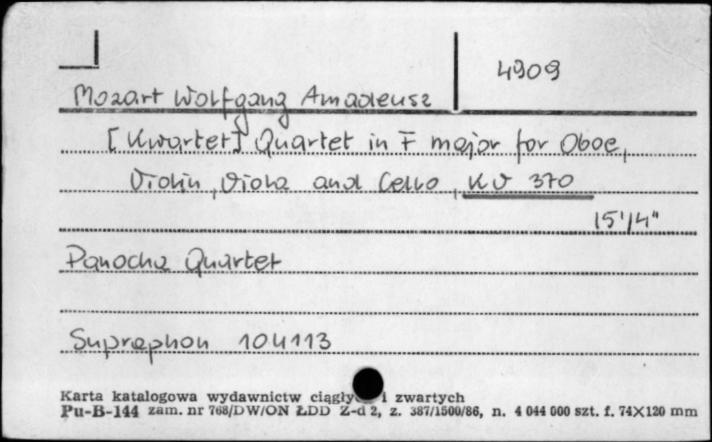 4909
Mozart Wolfgang Amadeusz
[Kwartet] Quartet in F major for Oboe,
Violin, Viola and Cello, KV 370
15'14"
Panocha Quartet
Supraphon 104113
Karta katalogowa wydawnictw i zwartych
Pu-B-144 zam. nr 768/DW/ON ŁDD Z-d 2, z. 387/1500/86, n. 4 044 000 szt. f. 74×120 mm